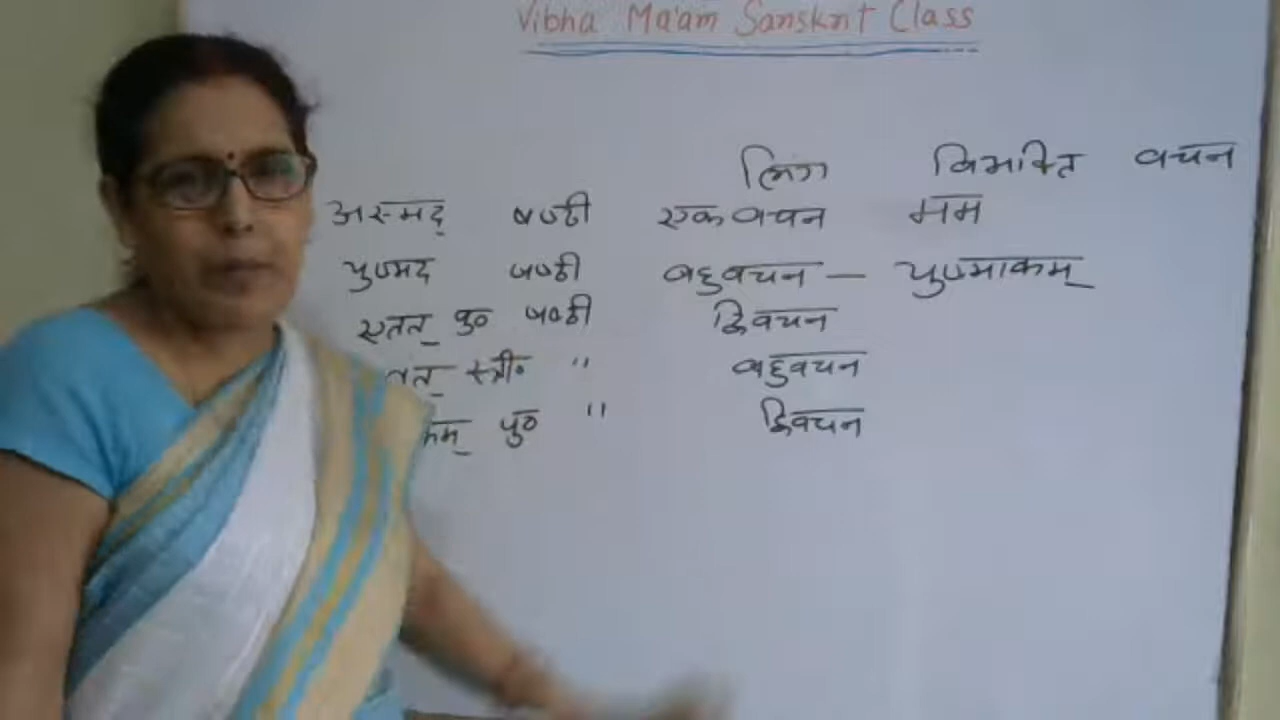 Vibha Ma'am Sanskrit Class
लिंग विभक्ति वचन
अस्मद् षष्ठी एकवचन मम
युष्मद षष्ठी बहुवचन — युष्माकम्
एतत् पु० षष्ठी द्विवचन
तत् स्त्री० " बहुवचन
किम् पु० " द्विवचन